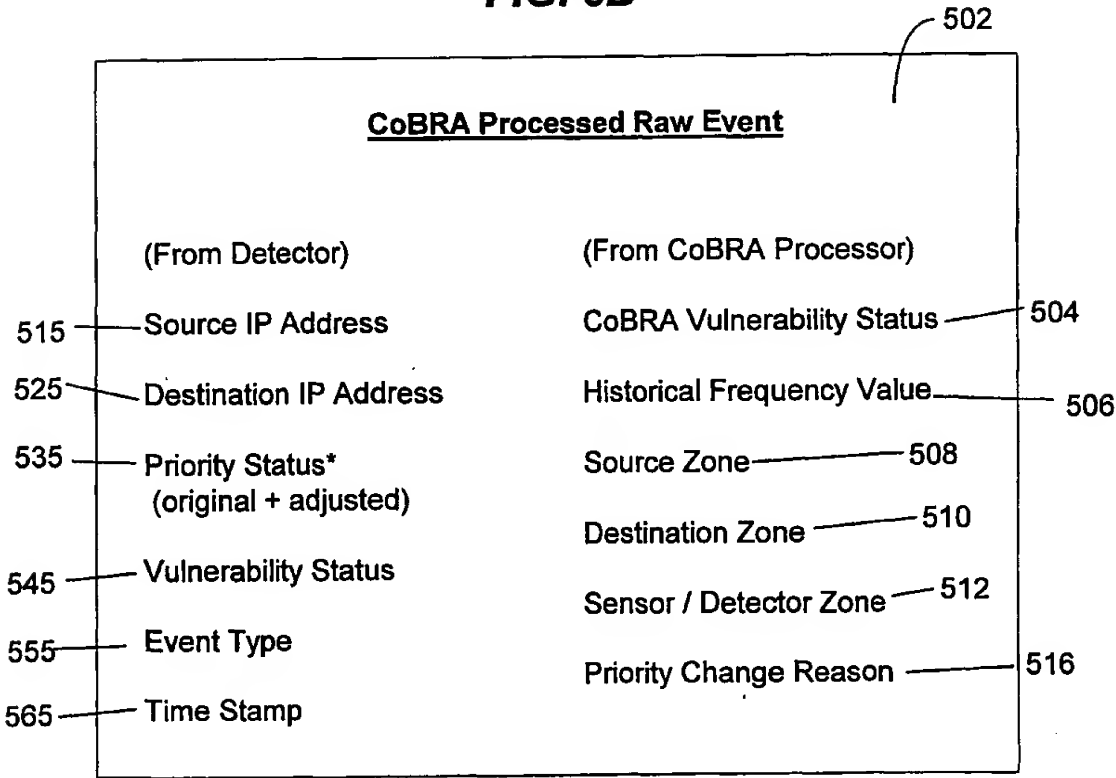 502
CoBRA Processed Raw Event
(From Detector) (From CoBRA Processor)
515 Source IP Address CoBRA Vulnerability Status 504
525 Destination IP Address Historical Frequency Value 506
535 Priority Status* Source Zone 508
(original + adjusted)
Destination Zone 510
545 Vulnerability Status
Sensor / Detector Zone 512
555 Event Type
Priority Change Reason 516
565 Time Stamp